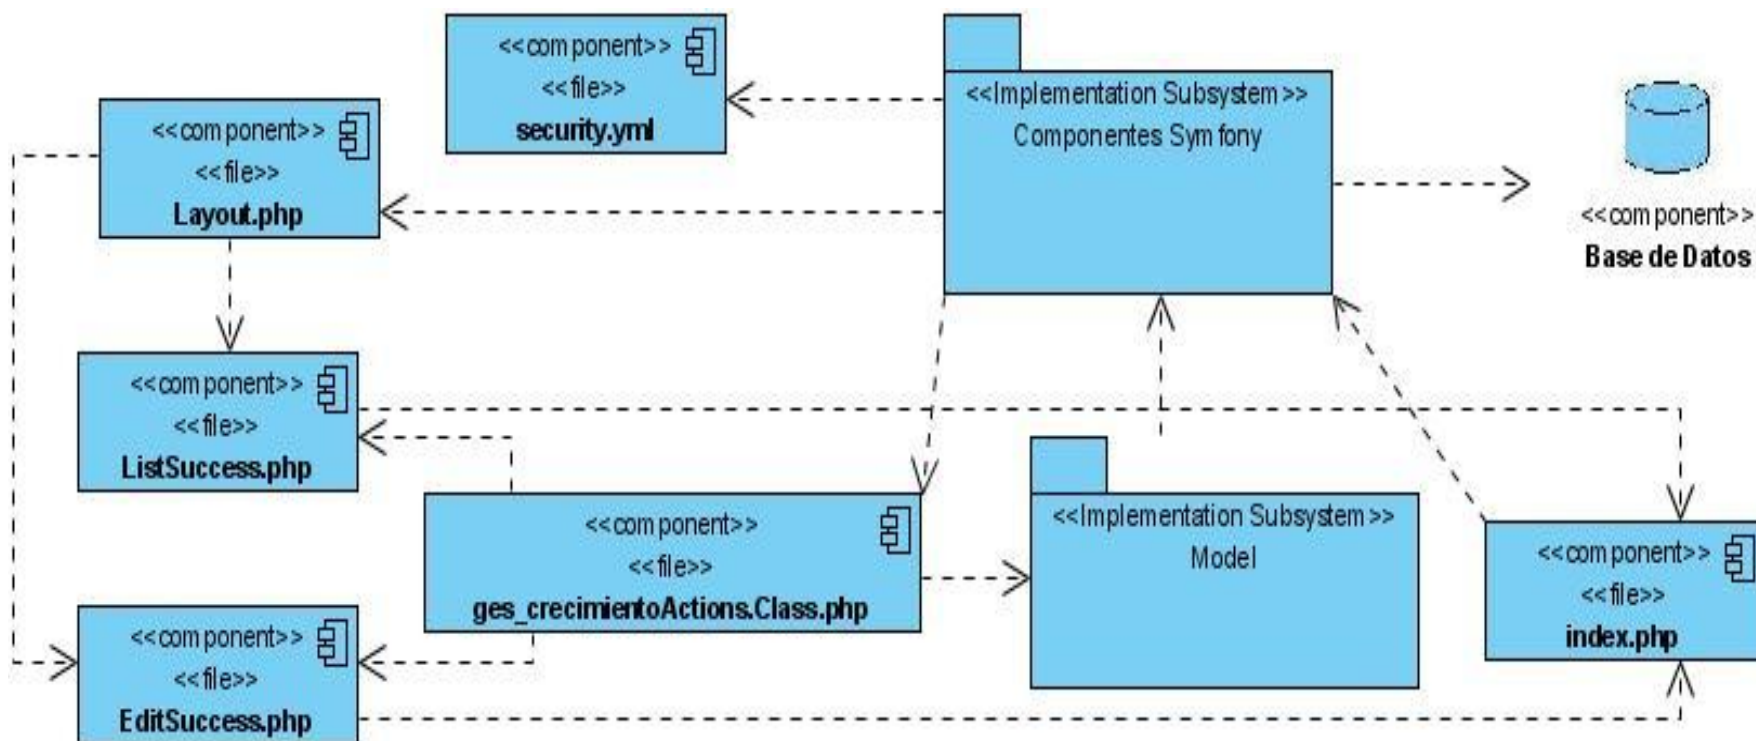 <<component>>
<<file>>
security.yml
<<Implementation Subsystem>>
Componentes Symfony
<<component>>
<<file>>
Layout.php
<<component>>
Base de Datos
<<component>>
<<file>>
ListSuccess.php
<<component>>
<<file>>
ges_crecimientoActions.Class.php
<<Implementation Subsystem>>
Model
<<component>>
<<file>>
index.php
<<component>>
<<file>>
EditSuccess.php